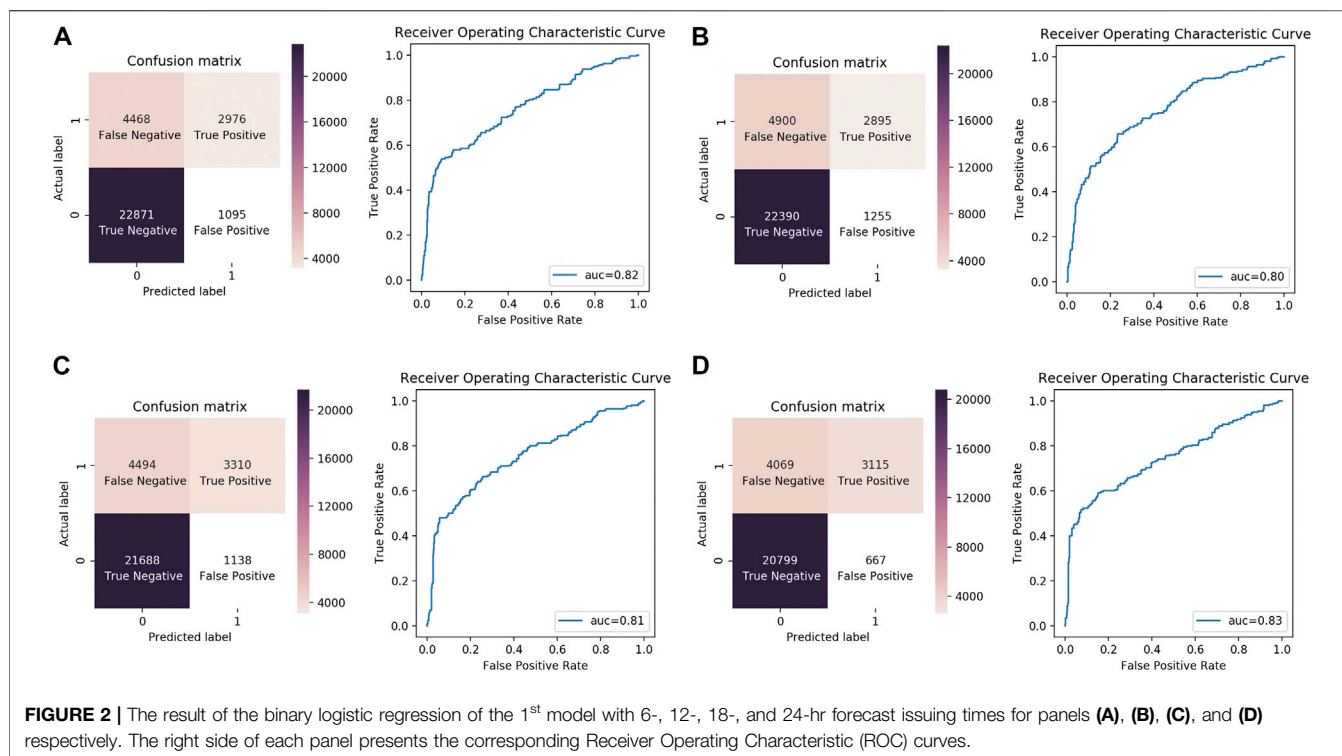 A
Confusion matrix
Actual label
1
0
4468
False Negative
2976
True Positive
22871
True Negative
1095
False Positive
0
1
Predicted label
20000
16000
12000
8000
4000
Receiver Operating Characteristic Curve
True Positive Rate
1.0
0.8
0.6
0.4
0.2
0.0
auc=0.82
0.0 0.2 0.4 0.6 0.8 1.0
False Positive Rate
B
Confusion matrix
Actual label
1
0
4900
False Negative
2895
True Positive
22390
True Negative
1255
False Positive
0
1
Predicted label
20000
16000
12000
8000
4000
Receiver Operating Characteristic Curve
True Positive Rate
1.0
0.8
0.6
0.4
0.2
0.0
auc=0.80
0.0 0.2 0.4 0.6 0.8 1.0
False Positive Rate
C
Confusion matrix
Actual label
1
0
4494
False Negative
3310
True Positive
21688
True Negative
1138
False Positive
0
1
Predicted label
20000
16000
12000
8000
4000
Receiver Operating Characteristic Curve
True Positive Rate
1.0
0.8
0.6
0.4
0.2
0.0
auc=0.81
0.0 0.2 0.4 0.6 0.8 1.0
False Positive Rate
D
Confusion matrix
Actual label
1
0
4069
False Negative
3115
True Positive
20799
True Negative
667
False Positive
0
1
Predicted label
20000
16000
12000
8000
4000
Receiver Operating Characteristic Curve
True Positive Rate
1.0
0.8
0.6
0.4
0.2
0.0
auc=0.83
0.0 0.2 0.4 0.6 0.8 1.0
False Positive Rate
FIGURE 2 | The result of the binary logistic regression of the 1st model with 6-, 12-, 18-, and 24-hr forecast issuing times for panels (A), (B), (C), and (D)
respectively. The right side of each panel presents the corresponding Receiver Operating Characteristic (ROC) curves.